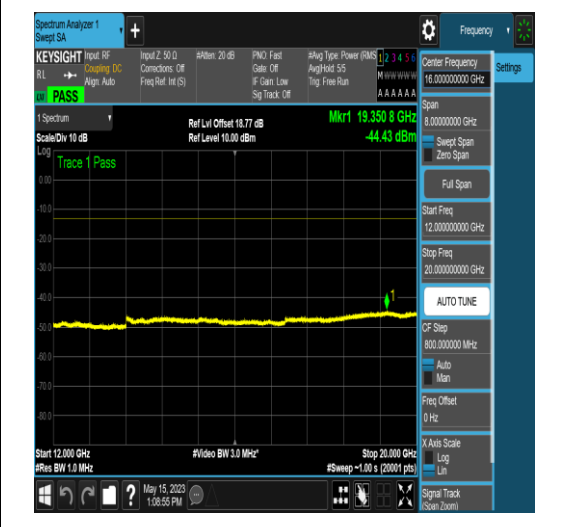 Spectrum Analyzer 1
Swept SA
+
Frequency
KEYSIGHT
RL
PASS
Input: RF
Coupling: DC
Align: Auto
Input Z: 50 Ω
Corrections: Off
Freq Ref: Int (S)
#Atten: 20 dB
PNO: Fast
Gate: Off
IF Gain: Low
Sig Track: Off
#Avg Type: Power (RMS
Avg|Hold: 5/5
Trig: Free Run
1 2 3 4 5 6
M W W W W W
A A A A A A
Center Frequency
16.000000000 GHz
Settings
Span
8.00000000 GHz
Swept Span
Zero Span
Full Span
Start Freq
12.000000000 GHz
Stop Freq
20.000000000 GHz
AUTO TUNE
CF Step
800.000000 MHz
Auto
Man
Freq Offset
0 Hz
X Axis Scale
Log
Lin
Signal Track
(Span Zoom)
1 Spectrum
Scale/Div 10 dB
Ref Lvl Offset 18.77 dB
Ref Level 10.00 dBm
Mkr1 19.350 8 GHz
-44.43 dBm
Log
Trace 1 Pass
0.00
-10.0
-20.0
-30.0
-40.0
-50.0
-60.0
-70.0
-80.0
1
Start 12.000 GHz
#Res BW 1.0 MHz
#Video BW 3.0 MHz*
Stop 20.000 GHz
#Sweep ~1.00 s (20001 pts)
?
May 15, 2023
1:08:55 PM